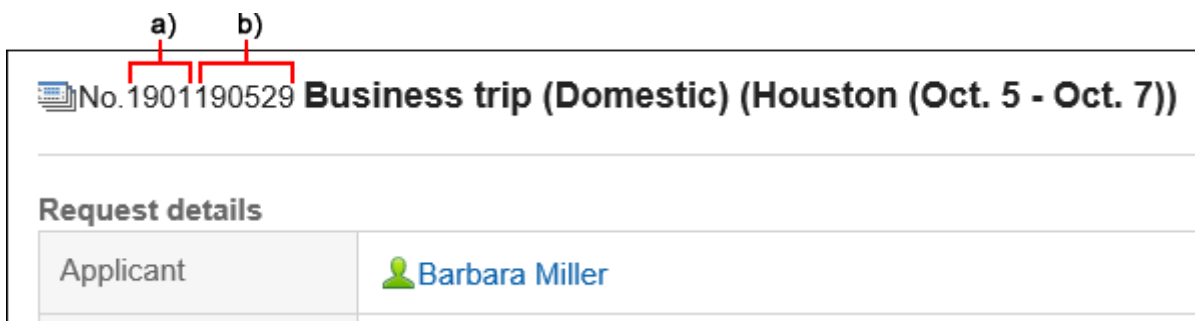 a) b)
No.1901190529 Business trip (Domestic) (Houston (Oct. 5 - Oct. 7))
Request details
Applicant Barbara Miller